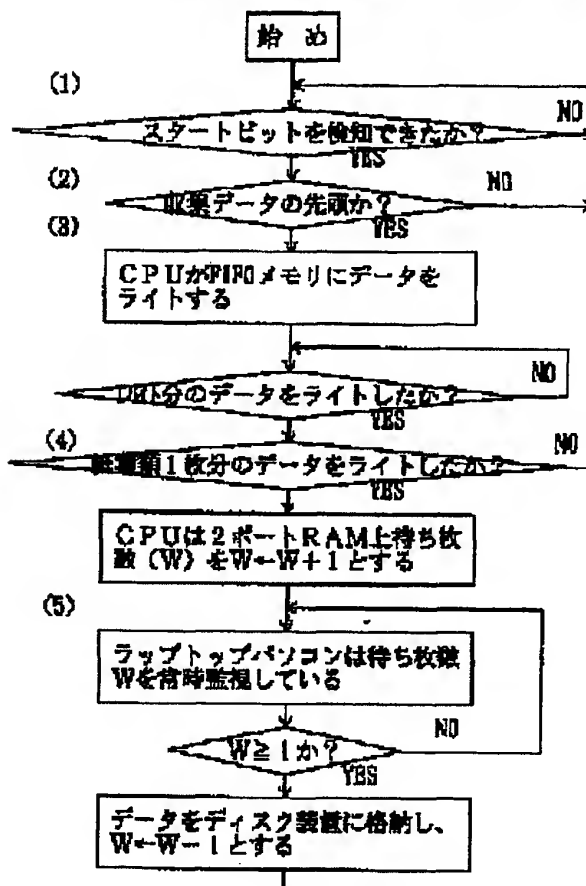 始 め
(1)
NO
スタートビットを検知できたか?
YES
(2)
NO
収集データの先頭か?
YES
(3)
CPUがFIFOメモリにデータを
ライトする
NO
分のデータをライトしたか?
YES
(4)
NO
1枚分のデータをライトしたか?
YES
CPUは2ポートRAM上待ち枚
数(W)をW←W+1とする
(5)
ラップトップパソコンは待ち枚数
Wを常時監視している
NO
W≧1か?
YES
データをディスク装置に格納し、
W←W-1とする